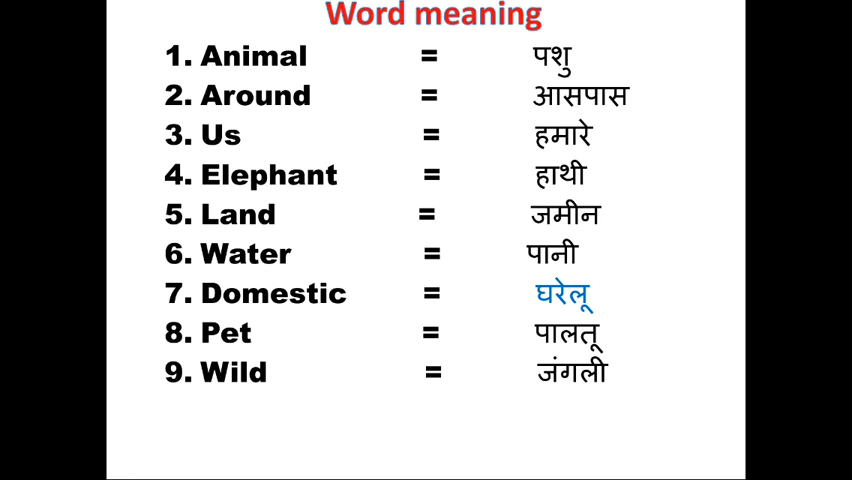 Word meaning
1. Animal = पशु
2. Around = आसपास
3. Us = हमारे
4. Elephant = हाथी
5. Land = जमीन
6. Water = पानी
7. Domestic = घरेलू
8. Pet = पालतू
9. Wild = जंगली